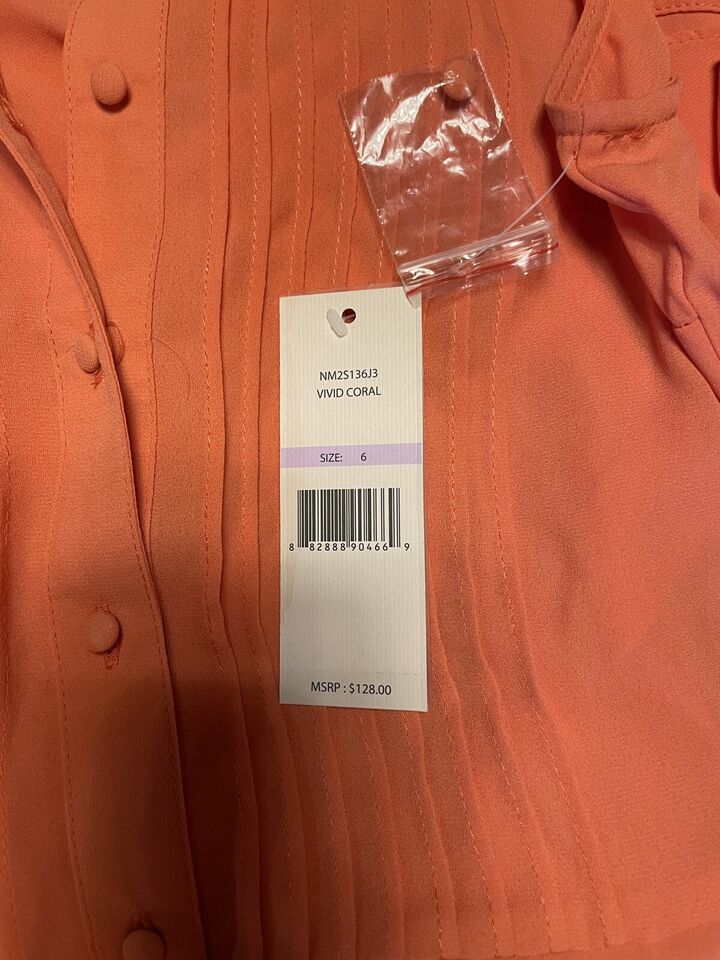 NM2S136J3
VIVID CORAL
SIZE: 6
8 82888 90466 9
MSRP : $128.00